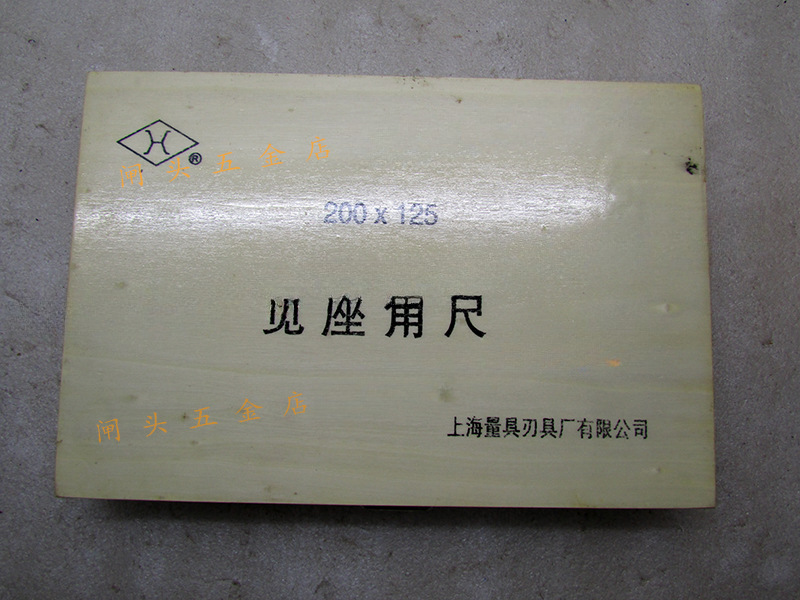 H®
闸头五金店
200 x 125
宽座角尺
闸头五金店
上海量具刃具厂有限公司